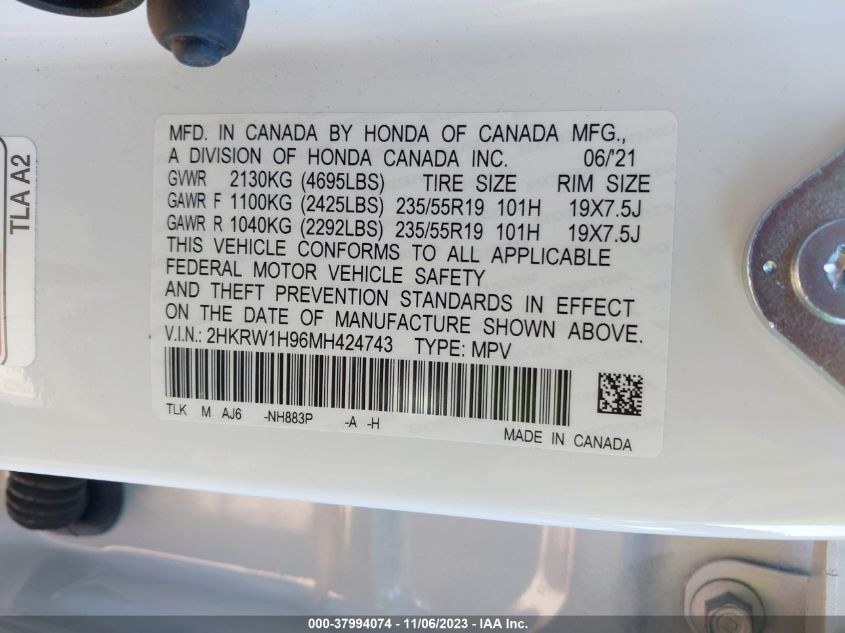 MFD. IN CANADA BY HONDA OF CANADA MFG.,
A DIVISION OF HONDA CANADA INC. 06/'21
GVWR 2130KG (4695LBS) TIRE SIZE RIM SIZE
GAWR F 1100KG (2425LBS) 235/55R19 101H 19X7.5J
GAWR R 1040KG (2292LBS) 235/55R19 101H 19X7.5J
THIS VEHICLE CONFORMS TO ALL APPLICABLE
FEDERAL MOTOR VEHICLE SAFETY
AND THEFT PREVENTION STANDARDS IN EFFECT
ON THE DATE OF MANUFACTURE SHOWN ABOVE.
V.I.N.: 2HKRW1H96MH424743 TYPE: MPV
TLK M AJ6 -NH883P -A -H
MADE IN CANADA
TLA A2
000-37994074 - 11/06/2023 - IAA Inc.